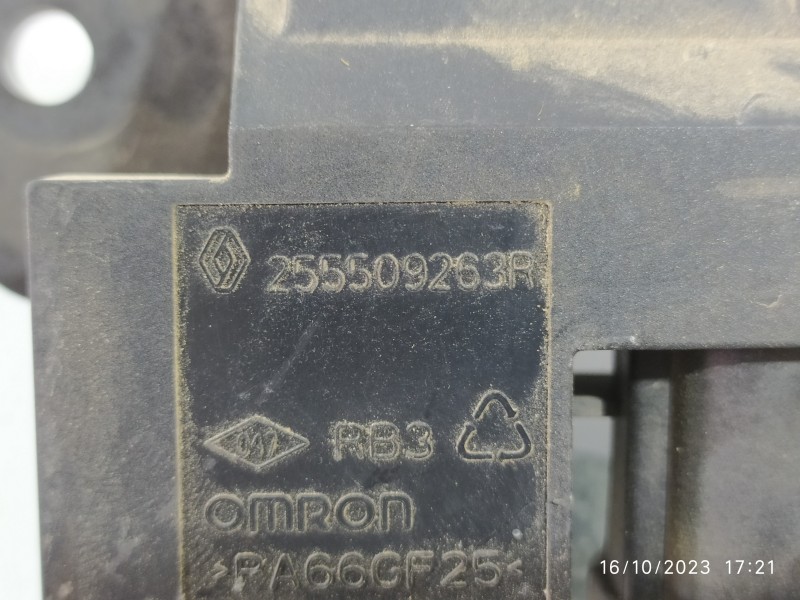 255509263R
RB3
OMRON
>PA66GF25<
16/10/2023 17:21